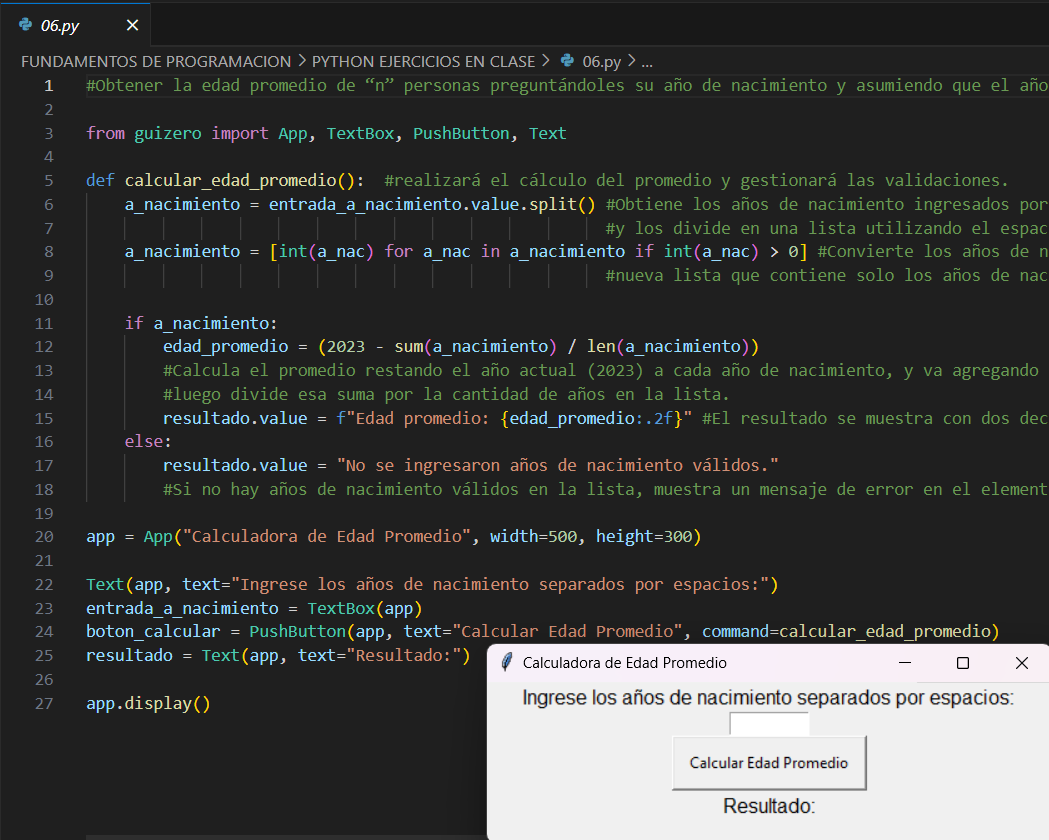 06.py
FUNDAMENTOS DE PROGRAMACION > PYTHON EJERCICIOS EN CLASE > 06.py > ...
1 #Obtener la edad promedio de “n” personas preguntándoles su año de nacimiento y asumiendo que el año
2
3 from guizero import App, TextBox, PushButton, Text
4
5 def calcular_edad_promedio():  #realizará el cálculo del promedio y gestionará las validaciones.
6 a_nacimiento = entrada_a_nacimiento.value.split() #Obtiene los años de nacimiento ingresados por
7 #y los divide en una lista utilizando el espac
8 a_nacimiento = [int(a_nac) for a_nac in a_nacimiento if int(a_nac) > 0] #Convierte los años de n
9 #nueva lista que contiene solo los años de nac
10
11 if a_nacimiento:
12 edad_promedio = (2023 - sum(a_nacimiento) / len(a_nacimiento))
13 #Calcula el promedio restando el año actual (2023) a cada año de nacimiento, y va agregando
14 #luego divide esa suma por la cantidad de años en la lista.
15 resultado.value = f"Edad promedio: {edad_promedio:.2f}" #El resultado se muestra con dos dec
16 else:
17 resultado.value = "No se ingresaron años de nacimiento válidos."
18 #Si no hay años de nacimiento válidos en la lista, muestra un mensaje de error en el element
19
20 app = App("Calculadora de Edad Promedio", width=500, height=300)
21
22 Text(app, text="Ingrese los años de nacimiento separados por espacios:")
23 entrada_a_nacimiento = TextBox(app)
24 boton_calcular = PushButton(app, text="Calcular Edad Promedio", command=calcular_edad_promedio)
25 resultado = Text(app, text="Resultado:")
26
27 app.display()
Calculadora de Edad Promedio
Ingrese los años de nacimiento separados por espacios:
Calcular Edad Promedio
Resultado: